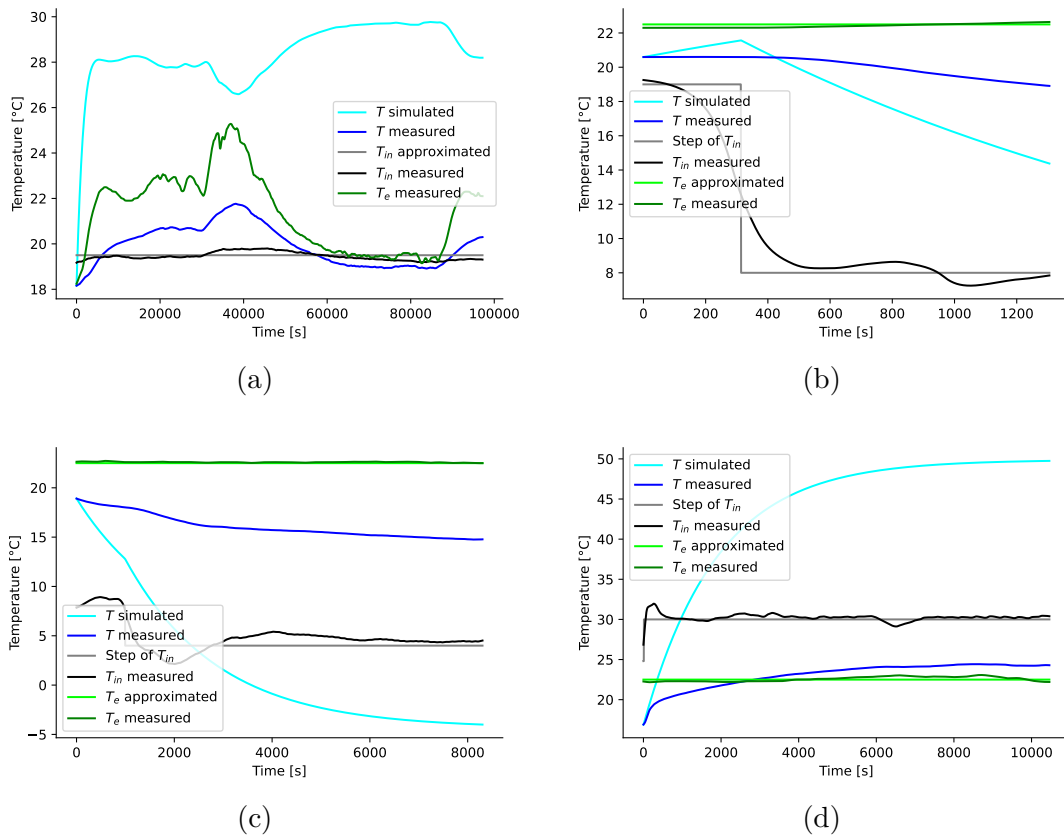 30
28
26
24
22
20
18
Temperature [°C]
T simulated
T measured
T_in approximated
T_in measured
T_e measured
0 20000 40000 60000 80000 100000
Time [s]
(a)
22
20
18
16
14
12
10
8
Temperature [°C]
T simulated
T measured
Step of T_in
T_in measured
T_e approximated
T_e measured
0 200 400 600 800 1000 1200
Time [s]
(b)
20
15
10
5
0
−5
Temperature [°C]
T simulated
T measured
Step of T_in
T_in measured
T_e approximated
T_e measured
0 2000 4000 6000 8000
Time [s]
(c)
50
45
40
35
30
25
20
Temperature [°C]
T simulated
T measured
Step of T_in
T_in measured
T_e approximated
T_e measured
0 2000 4000 6000 8000 10000
Time [s]
(d)